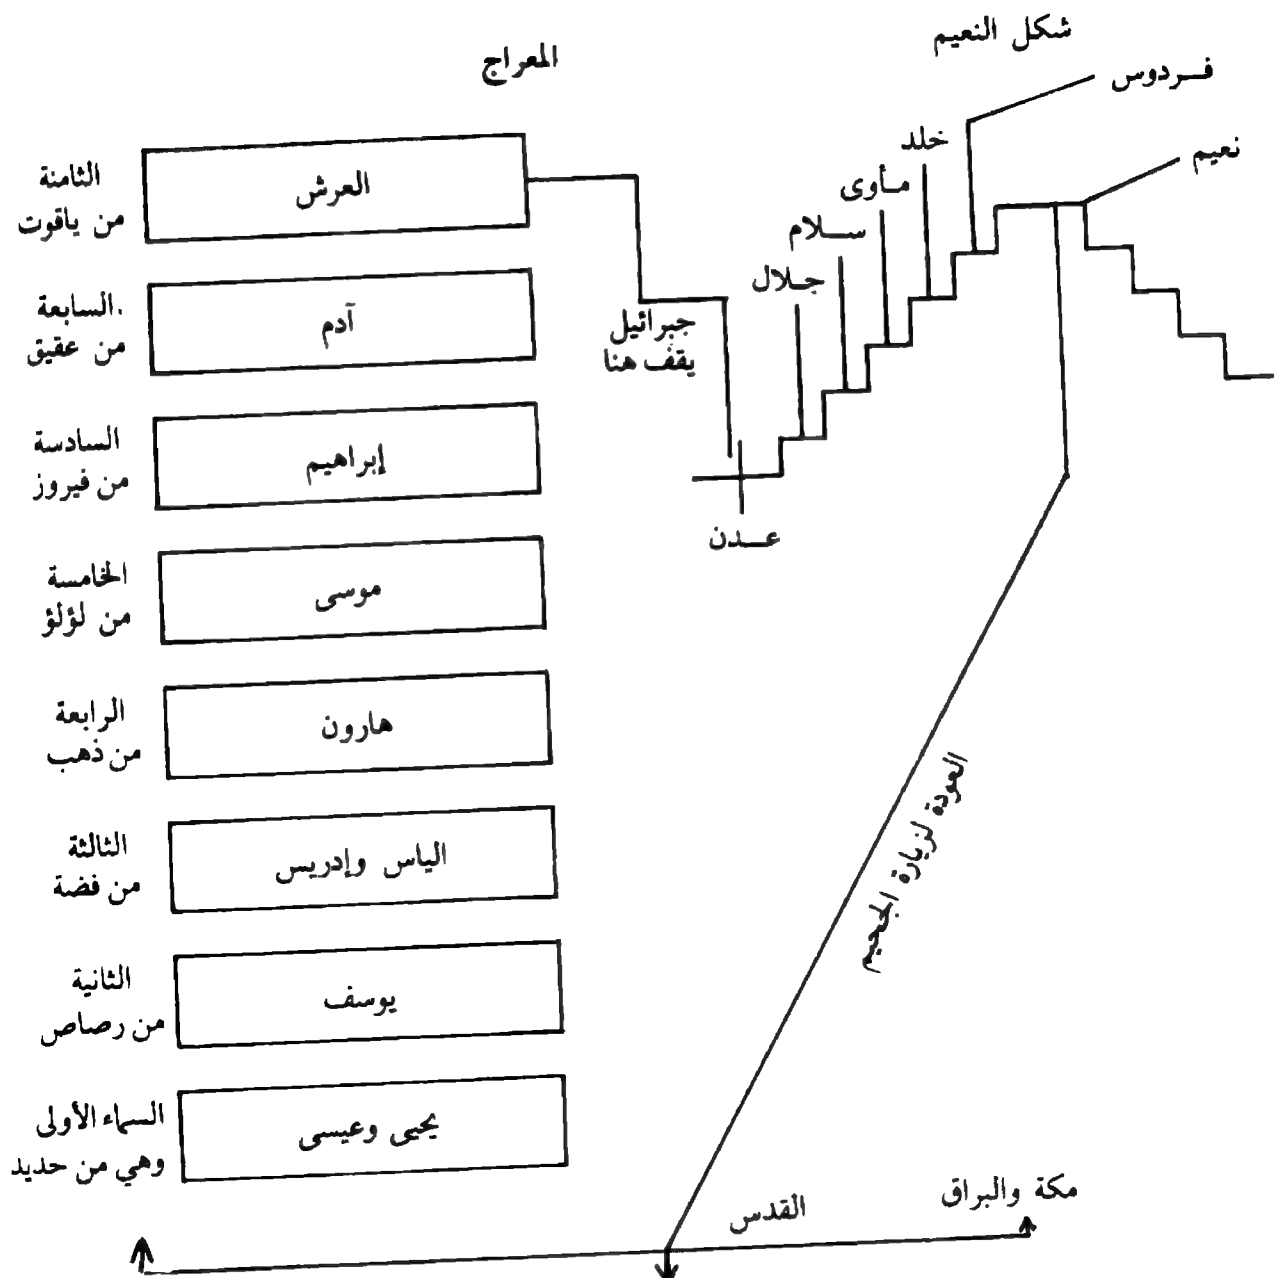 شكل النعيم
المعراج
فـردوس
خلد
نعيم
مـأوى
سـلام
جـلال
عـدن
جبرائيل
يقف هنا
العرش
الثامنة
من ياقوت
آدم
.السابعة
من عقيق
إبراهيم
السادسة
من فيروز
موسى
الخامسة
من لؤلؤ
هارون
الرابعة
من ذهب
الياس وإدريس
الثالثة
من فضة
يوسف
الثانية
من رصاص
يحيى وعيسى
السماء الأولى
وهي من حديد
العودة لزيارة الجحيم
مكة والبراق
القدس